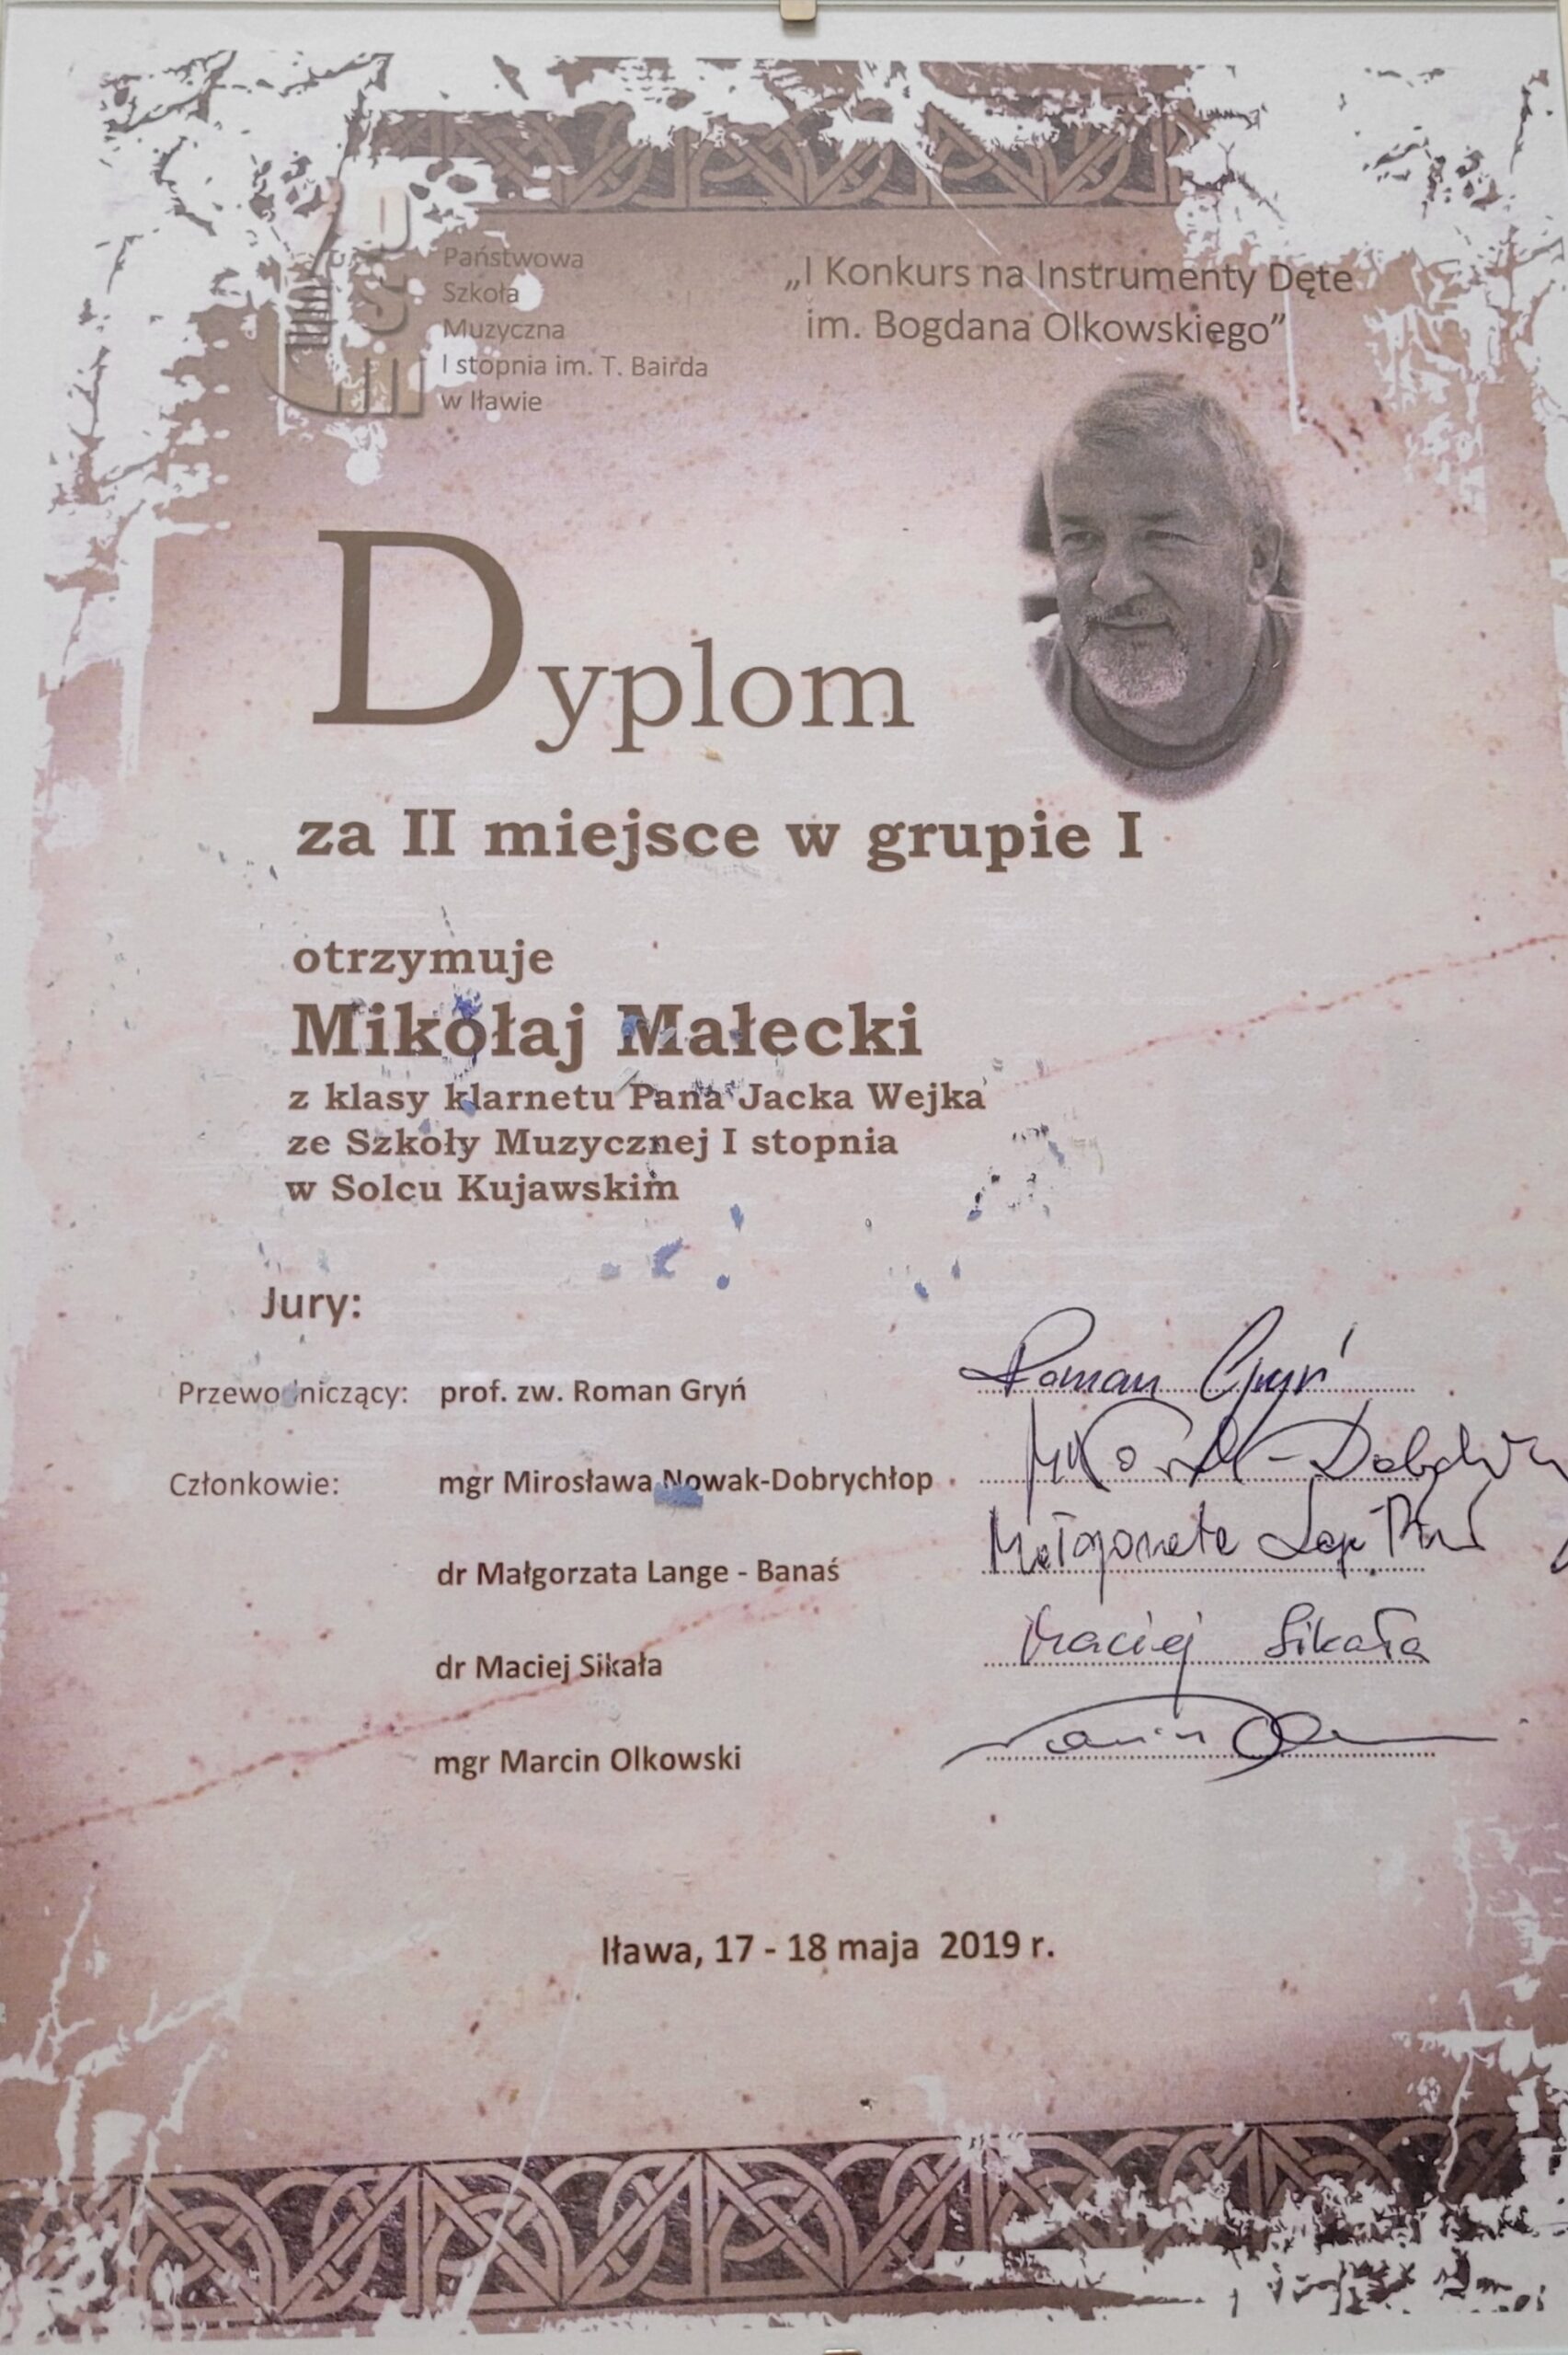 PSM
Państwowa
Szkoła
Muzyczna
I stopnia im. T. Bairda
w Iławie
„I Konkurs na Instrumenty Dęte
im. Bogdana Olkowskiego”
Dyplom
za II miejsce w grupie I
otrzymuje
Mikołaj Małecki
z klasy klarnetu Pana Jacka Wejka
ze Szkoły Muzycznej I stopnia
w Solcu Kujawskim
Jury:
Przewodniczący: prof. zw. Roman Gryń ........ Roman Gryń
Członkowie: mgr Mirosława Nowak-Dobrychłop
dr Małgorzata Lange - Banaś Małgorzata
dr Maciej Sikała Maciej Sikała
mgr Marcin Olkowski
Iława, 17 - 18 maja 2019 r.